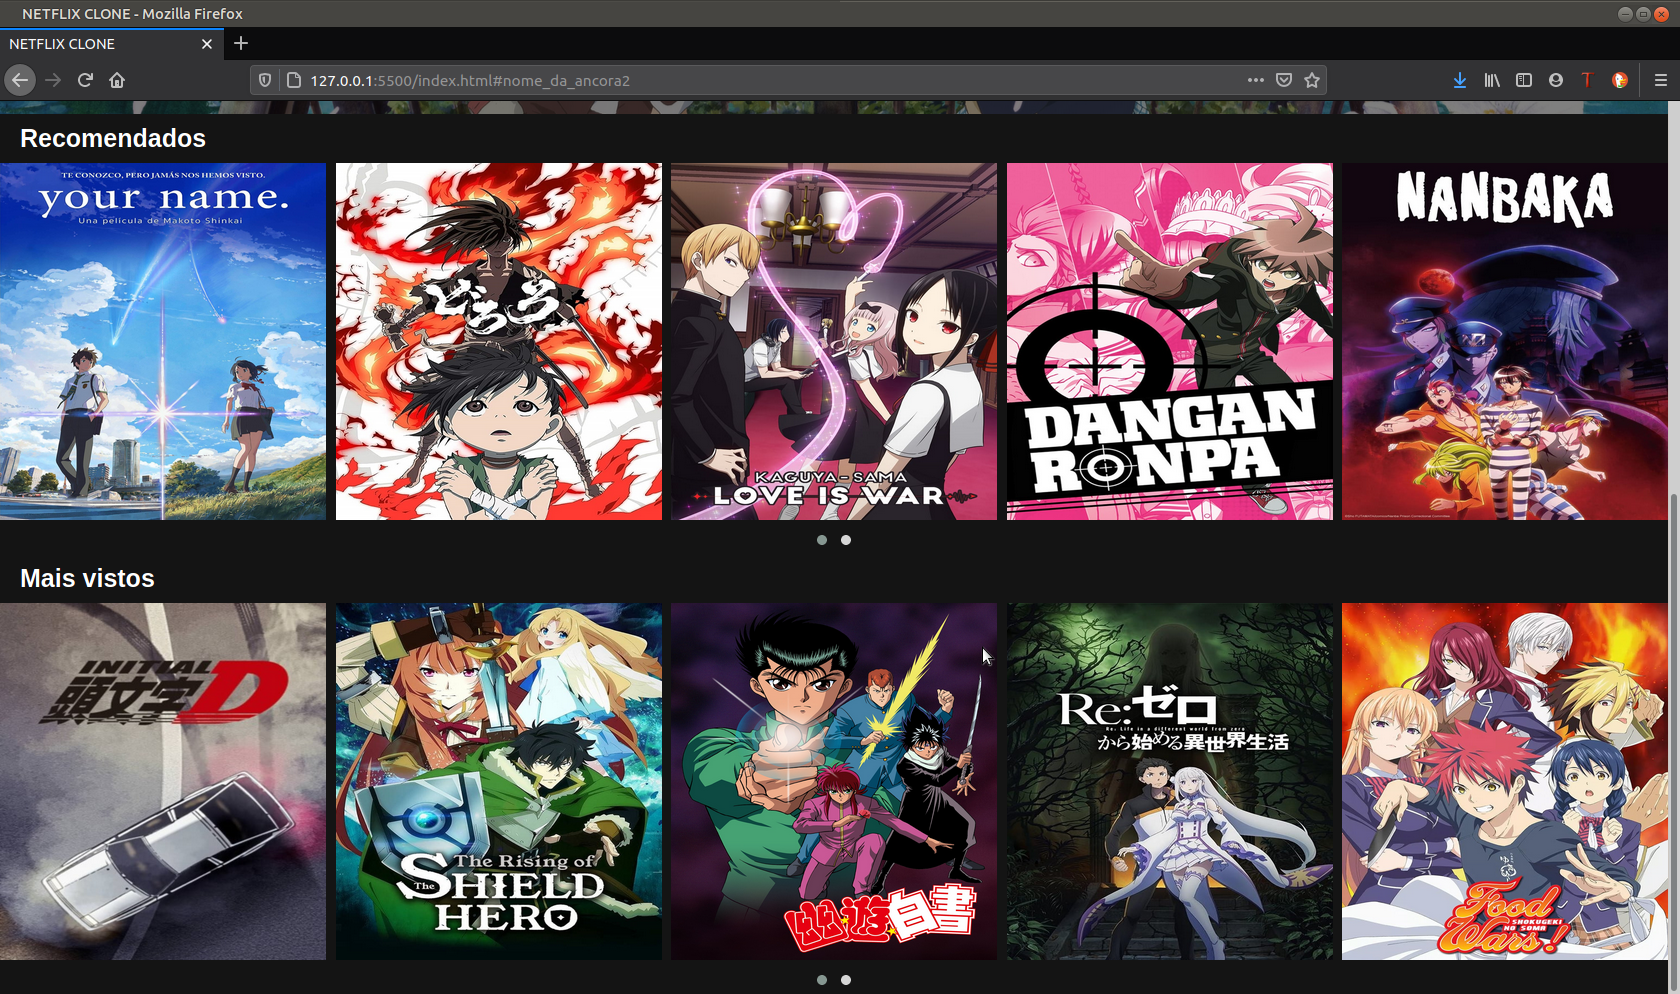 NETFLIX CLONE - Mozilla Firefox
NETFLIX CLONE
127.0.0.1:5500/index.html#nome_da_ancora2
Recomendados
TE CONOZCO, PERO JAMÁS NOS HEMOS VISTO.
your name.
Una película de Makoto Shinkai
どろろ
KAGUYA-SAMA
LOVE IS WAR
DANGAN
RONPA
NANBAKA
Mais vistos
INITIAL D
頭文字
The Rising of
The SHIELD
HERO
幽☆遊☆白書
Re:ゼロ
Re: Life in a different world from zero
から始める異世界生活
Food
SHOKUGEKI
NO SOMA
Wars!